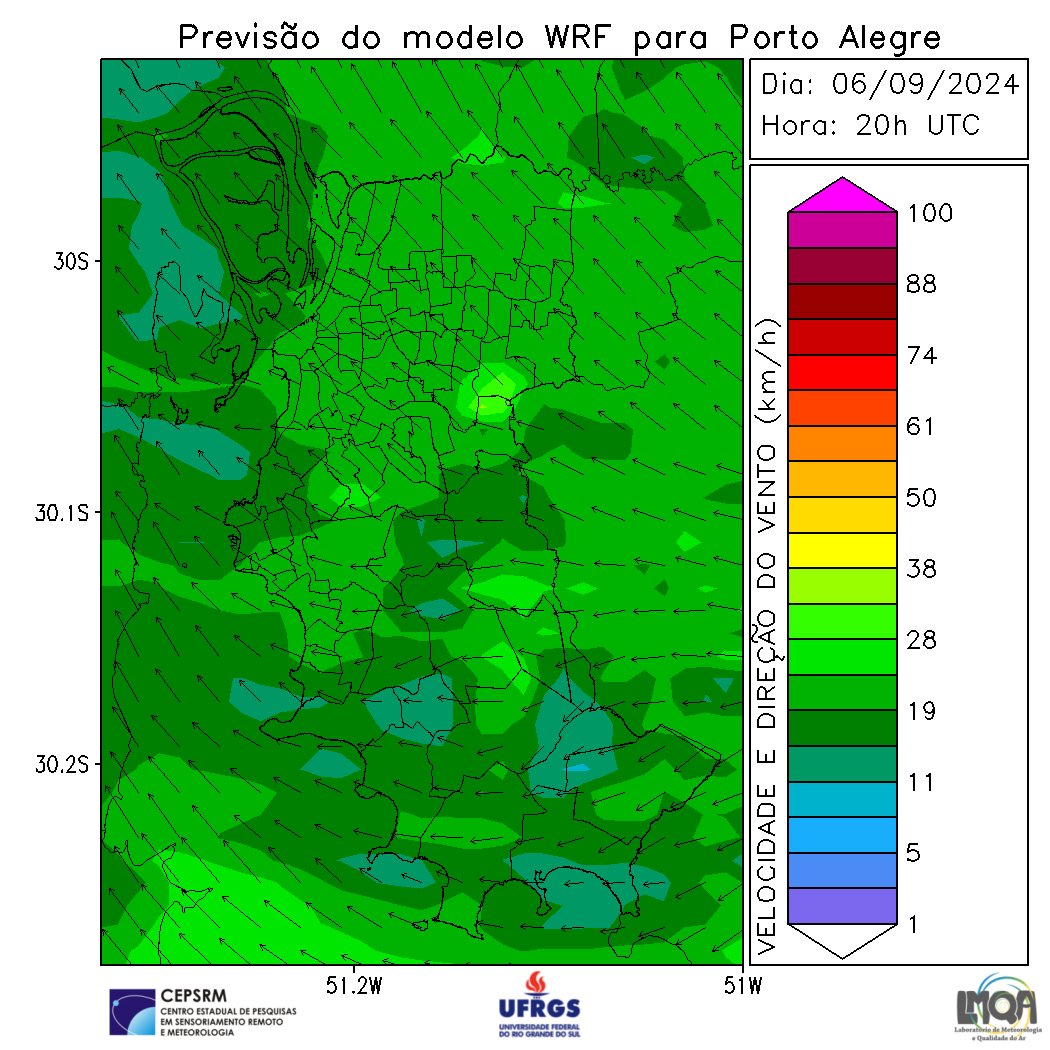 Previsão do modelo WRF para Porto Alegre
Dia: 06/09/2024
Hora: 20h UTC
30S
30.1S
30.2S
51.2W
51W
VELOCIDADE E DIREÇÃO DO VENTO (km/h)
100
88
74
61
50
38
28
19
11
5
1
CEPSRM
CENTRO ESTADUAL DE PESQUISAS
EM SENSORIAMENTO REMOTO
E METEOROLOGIA
UFRGS
UNIVERSIDADE FEDERAL
DO RIO GRANDE DO SUL
LMQA
Laboratório de Meteorologia
e Qualidade do Ar